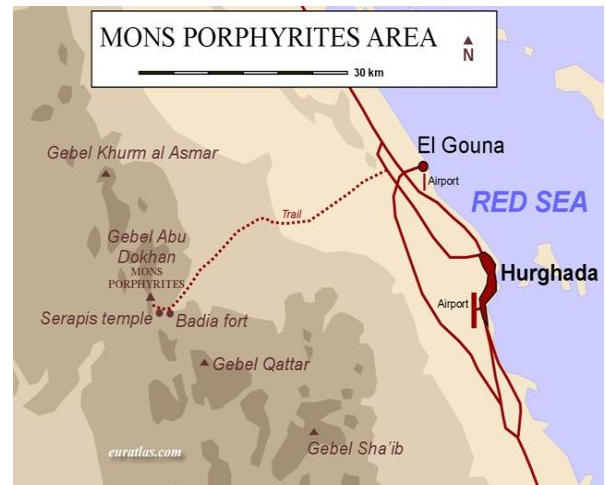 MONS PORPHYRITES AREA
N
30 km
El Gouna
Airport
Gebel Khurm al Asmar
RED SEA
Trail
Gebel Abu
Dokhan
MONS
PORPHYRITES
Hurghada
Airport
Serapis temple
Badia fort
Gebel Qattar
Gebel Sha'ib
euratlas.com